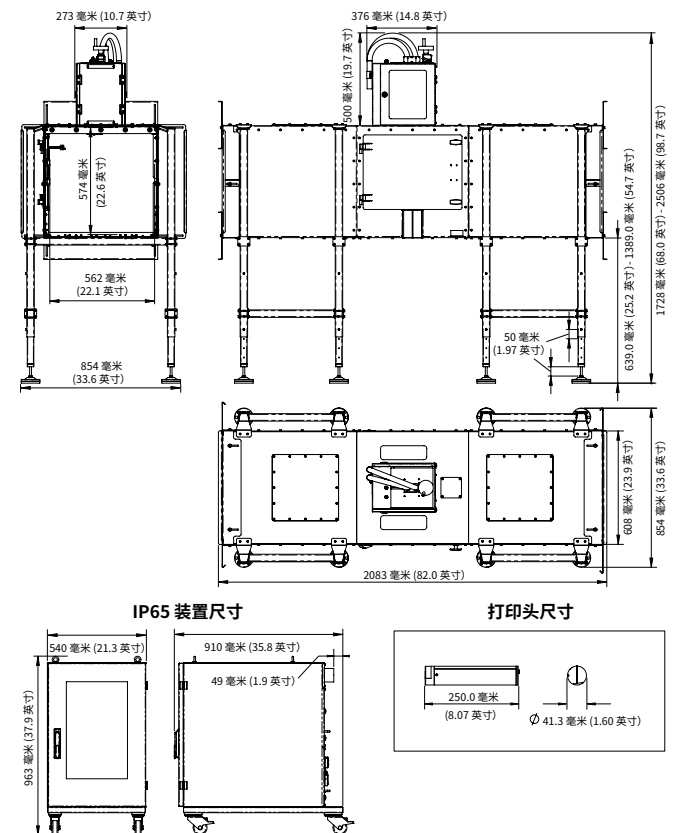 273 毫米 (10.7 英寸)
376 毫米 (14.8 英寸)
500 毫米 (19.7 英寸)
574 毫米
(22.6 英寸)
562 毫米
(22.1 英寸)
854 毫米
(33.6 英寸)
50 毫米
(1.97 英寸)
639.0 毫米 (25.2 英寸) - 1389.0 毫米 (54.7 英寸)
1728 毫米 (68.0 英寸) - 2506 毫米 (98.7 英寸)
608 毫米 (23.9 英寸)
854 毫米 (33.6 英寸)
2083 毫米 (82.0 英寸)
IP65 装置尺寸
打印头尺寸
540 毫米 (21.3 英寸)
910 毫米 (35.8 英寸)
49 毫米 (1.9 英寸)
963 毫米 (37.9 英寸)
250.0 毫米
(8.07 英寸)
Ø 41.3 毫米 (1.60 英寸)